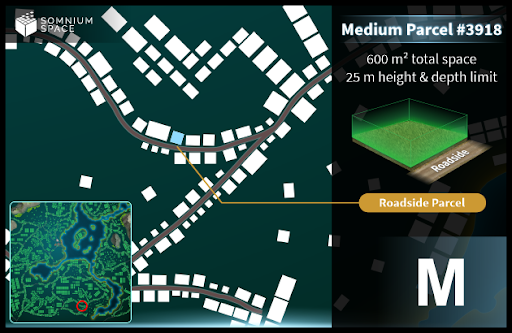 SOMNIUM
SPACE
Medium Parcel #3918
600 m² total space
25 m height & depth limit
Roadside
Roadside Parcel
M